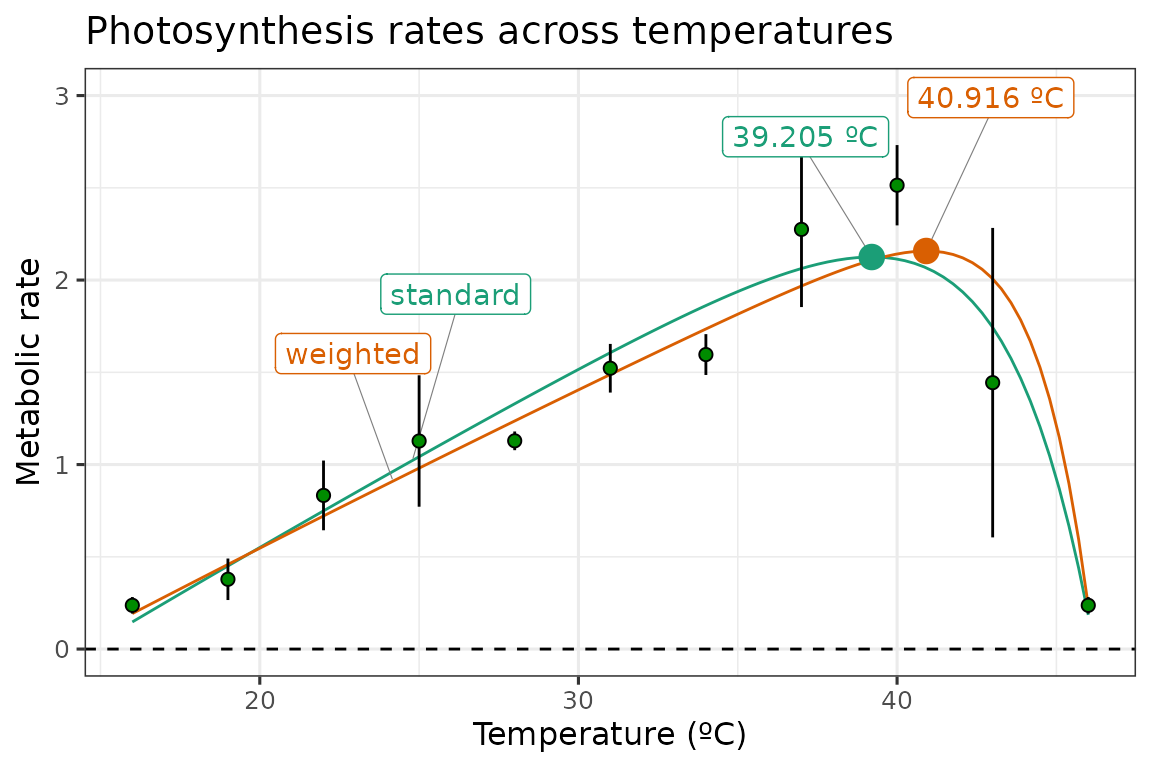 Photosynthesis rates across temperatures
3
40.916 ºC
39.205 ºC
2
standard
weighted
1
0
Metabolic rate
20
30
40
Temperature (ºC)